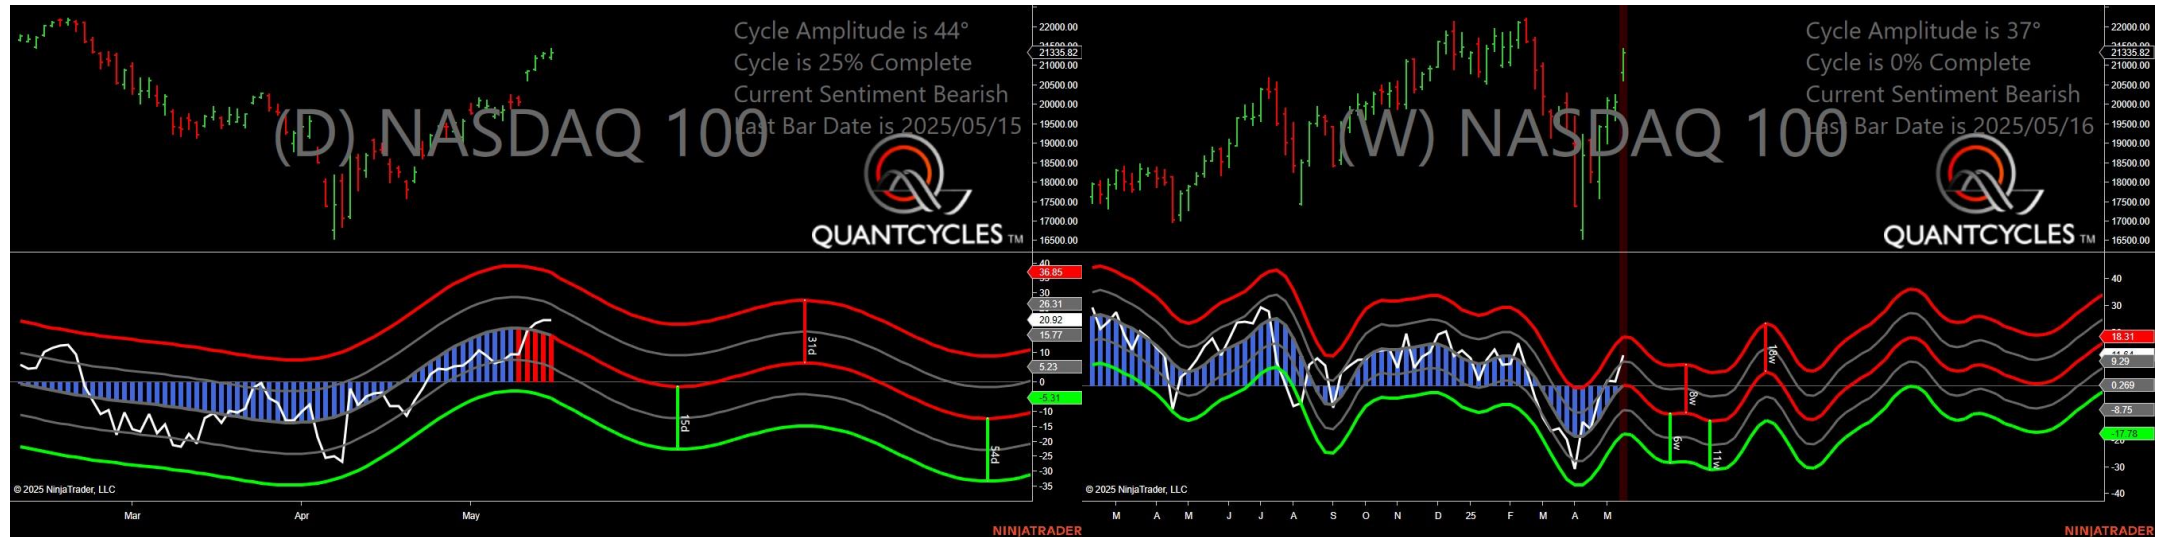 Cycle Amplitude is 44°
Cycle is 25% Complete
Current Sentiment Bearish
Last Bar Date is 2025/05/15
(D) NASDAQ 100
QUANTCYCLES TM
22000.00
21335.82
21000.00
20500.00
20000.00
19500.00
19000.00
18500.00
18000.00
17500.00
17000.00
16500.00
40
36.85
30
26.31
20.92
15.77
10
5.23
0
-5.31
-10
-15
-20
-25
-30
-35
15d
31d
54d
© 2025 NinjaTrader, LLC
Mar
Apr
May
NINJATRADER
Cycle Amplitude is 37°
Cycle is 0% Complete
Current Sentiment Bearish
Last Bar Date is 2025/05/16
(W) NASDAQ 100
QUANTCYCLES TM
22000.00
21335.82
21000.00
20500.00
20000.00
19500.00
19000.00
18500.00
18000.00
17500.00
17000.00
16500.00
40
30
18.31
9.29
0.269
-8.75
-17.78
-30
-40
6w
8w
11w
18w
© 2025 NinjaTrader, LLC
M
A
M
J
J
A
S
O
N
D
25
F
M
A
M
NINJATRADER